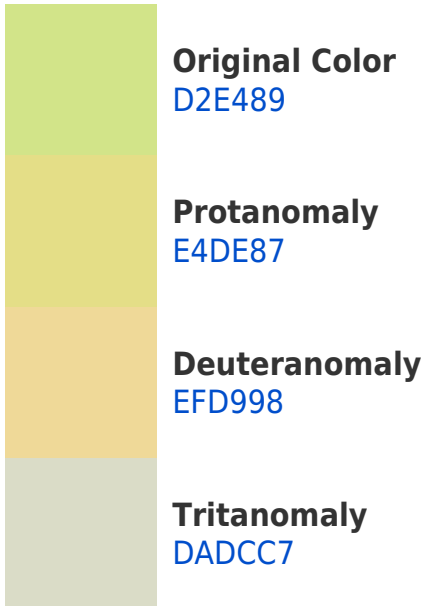 Original Color
D2E489
Protanomaly
E4DE87
Deuteranomaly
EFD998
Tritanomaly
DADCC7